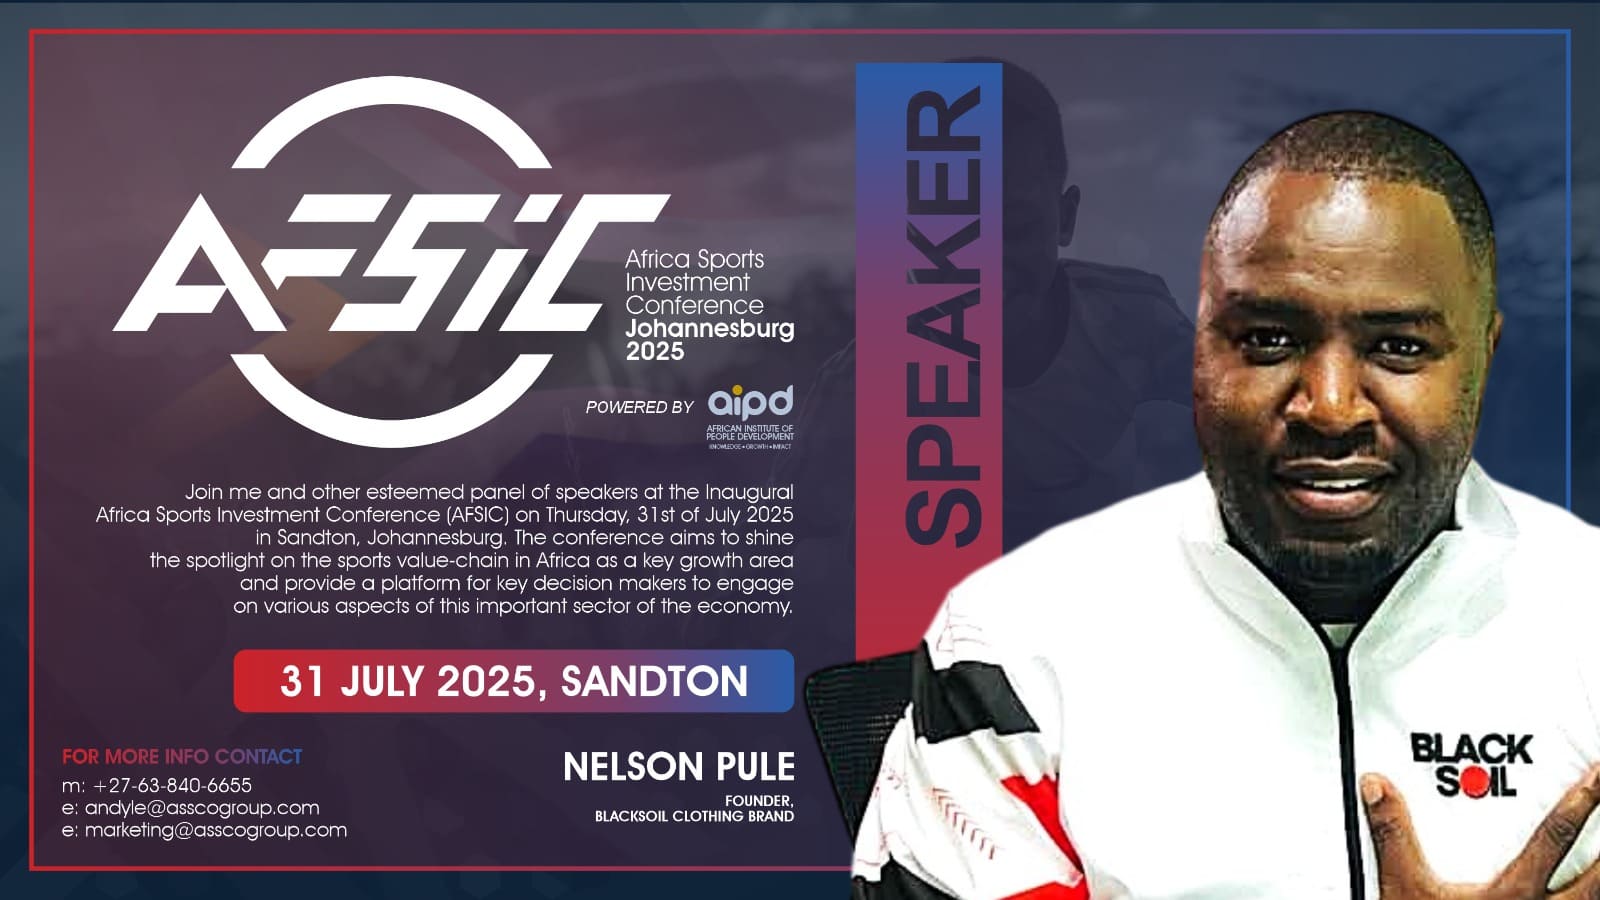 AFSiC
Africa Sports
Investment
Conference
Johannesburg
2025
POWERED BY
aipd
AFRICAN INSTITUTE OF
PEOPLE DEVELOPMENT
KNOWLEDGE • GROWTH • IMPACT
Join me and other esteemed panel of speakers at the Inaugural
Africa Sports Investment Conference (AFSIC) on Thursday, 31st of July 2025
in Sandton, Johannesburg. The conference aims to shine
the spotlight on the sports value-chain in Africa as a key growth area
and provide a platform for key decision makers to engage
on various aspects of this important sector of the economy.
31 JULY 2025, SANDTON
FOR MORE INFO CONTACT
m: +27-63-840-6655
e: andyle@asscogroup.com
e: marketing@asscogroup.com
NELSON PULE
FOUNDER,
BLACKSOIL CLOTHING BRAND
SPEAKER
BLACK
SOIL